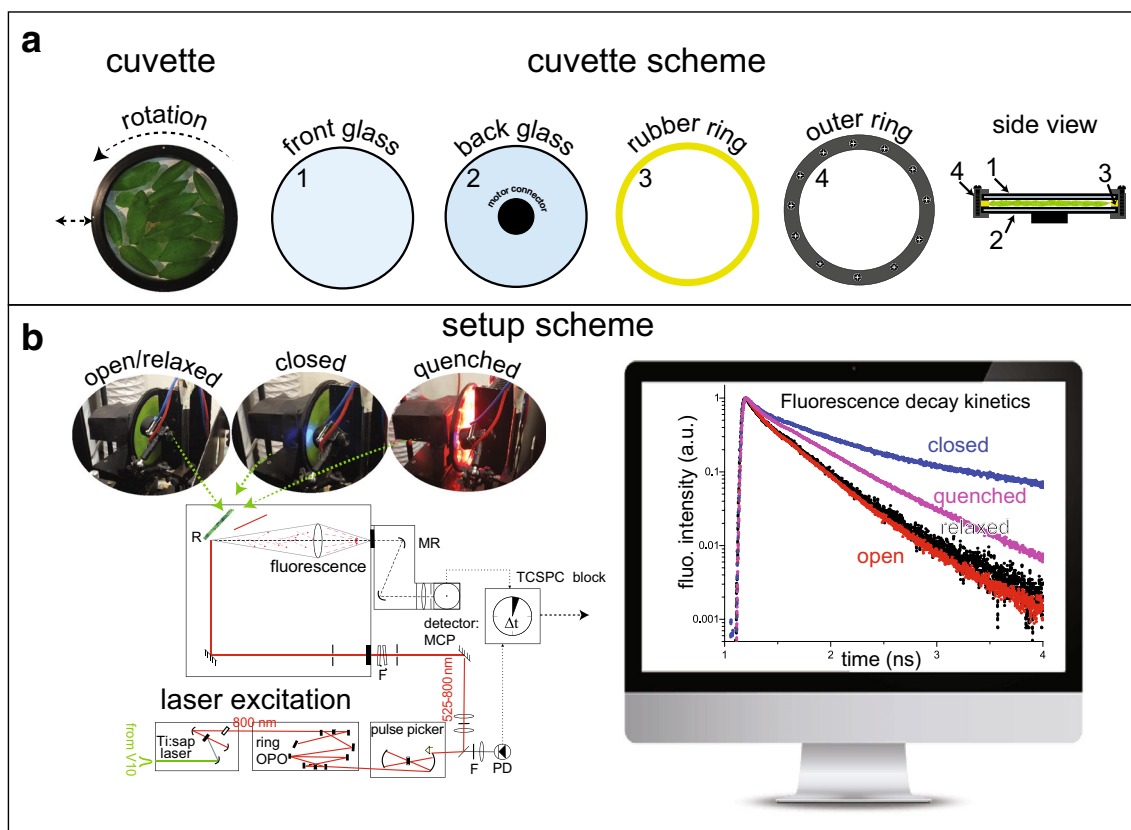 a
cuvette
cuvette scheme
rotation
front glass
1
back glass
2
motor connector
rubber ring
3
outer ring
4
side view
4
1
3
2
b
setup scheme
open/relaxed
closed
quenched
R
fluorescence
MR
TCSPC block
detector:
MCP
Δt
F
525-800 nm
laser excitation
from V10
Ti:sap
laser
800 nm
ring
OPO
pulse picker
F
PD
Fluorescence decay kinetics
closed
quenched
relaxed
open
fluo. intensity (a.u.)
1
0.1
0.01
0.001
1
2
3
4
time (ns)